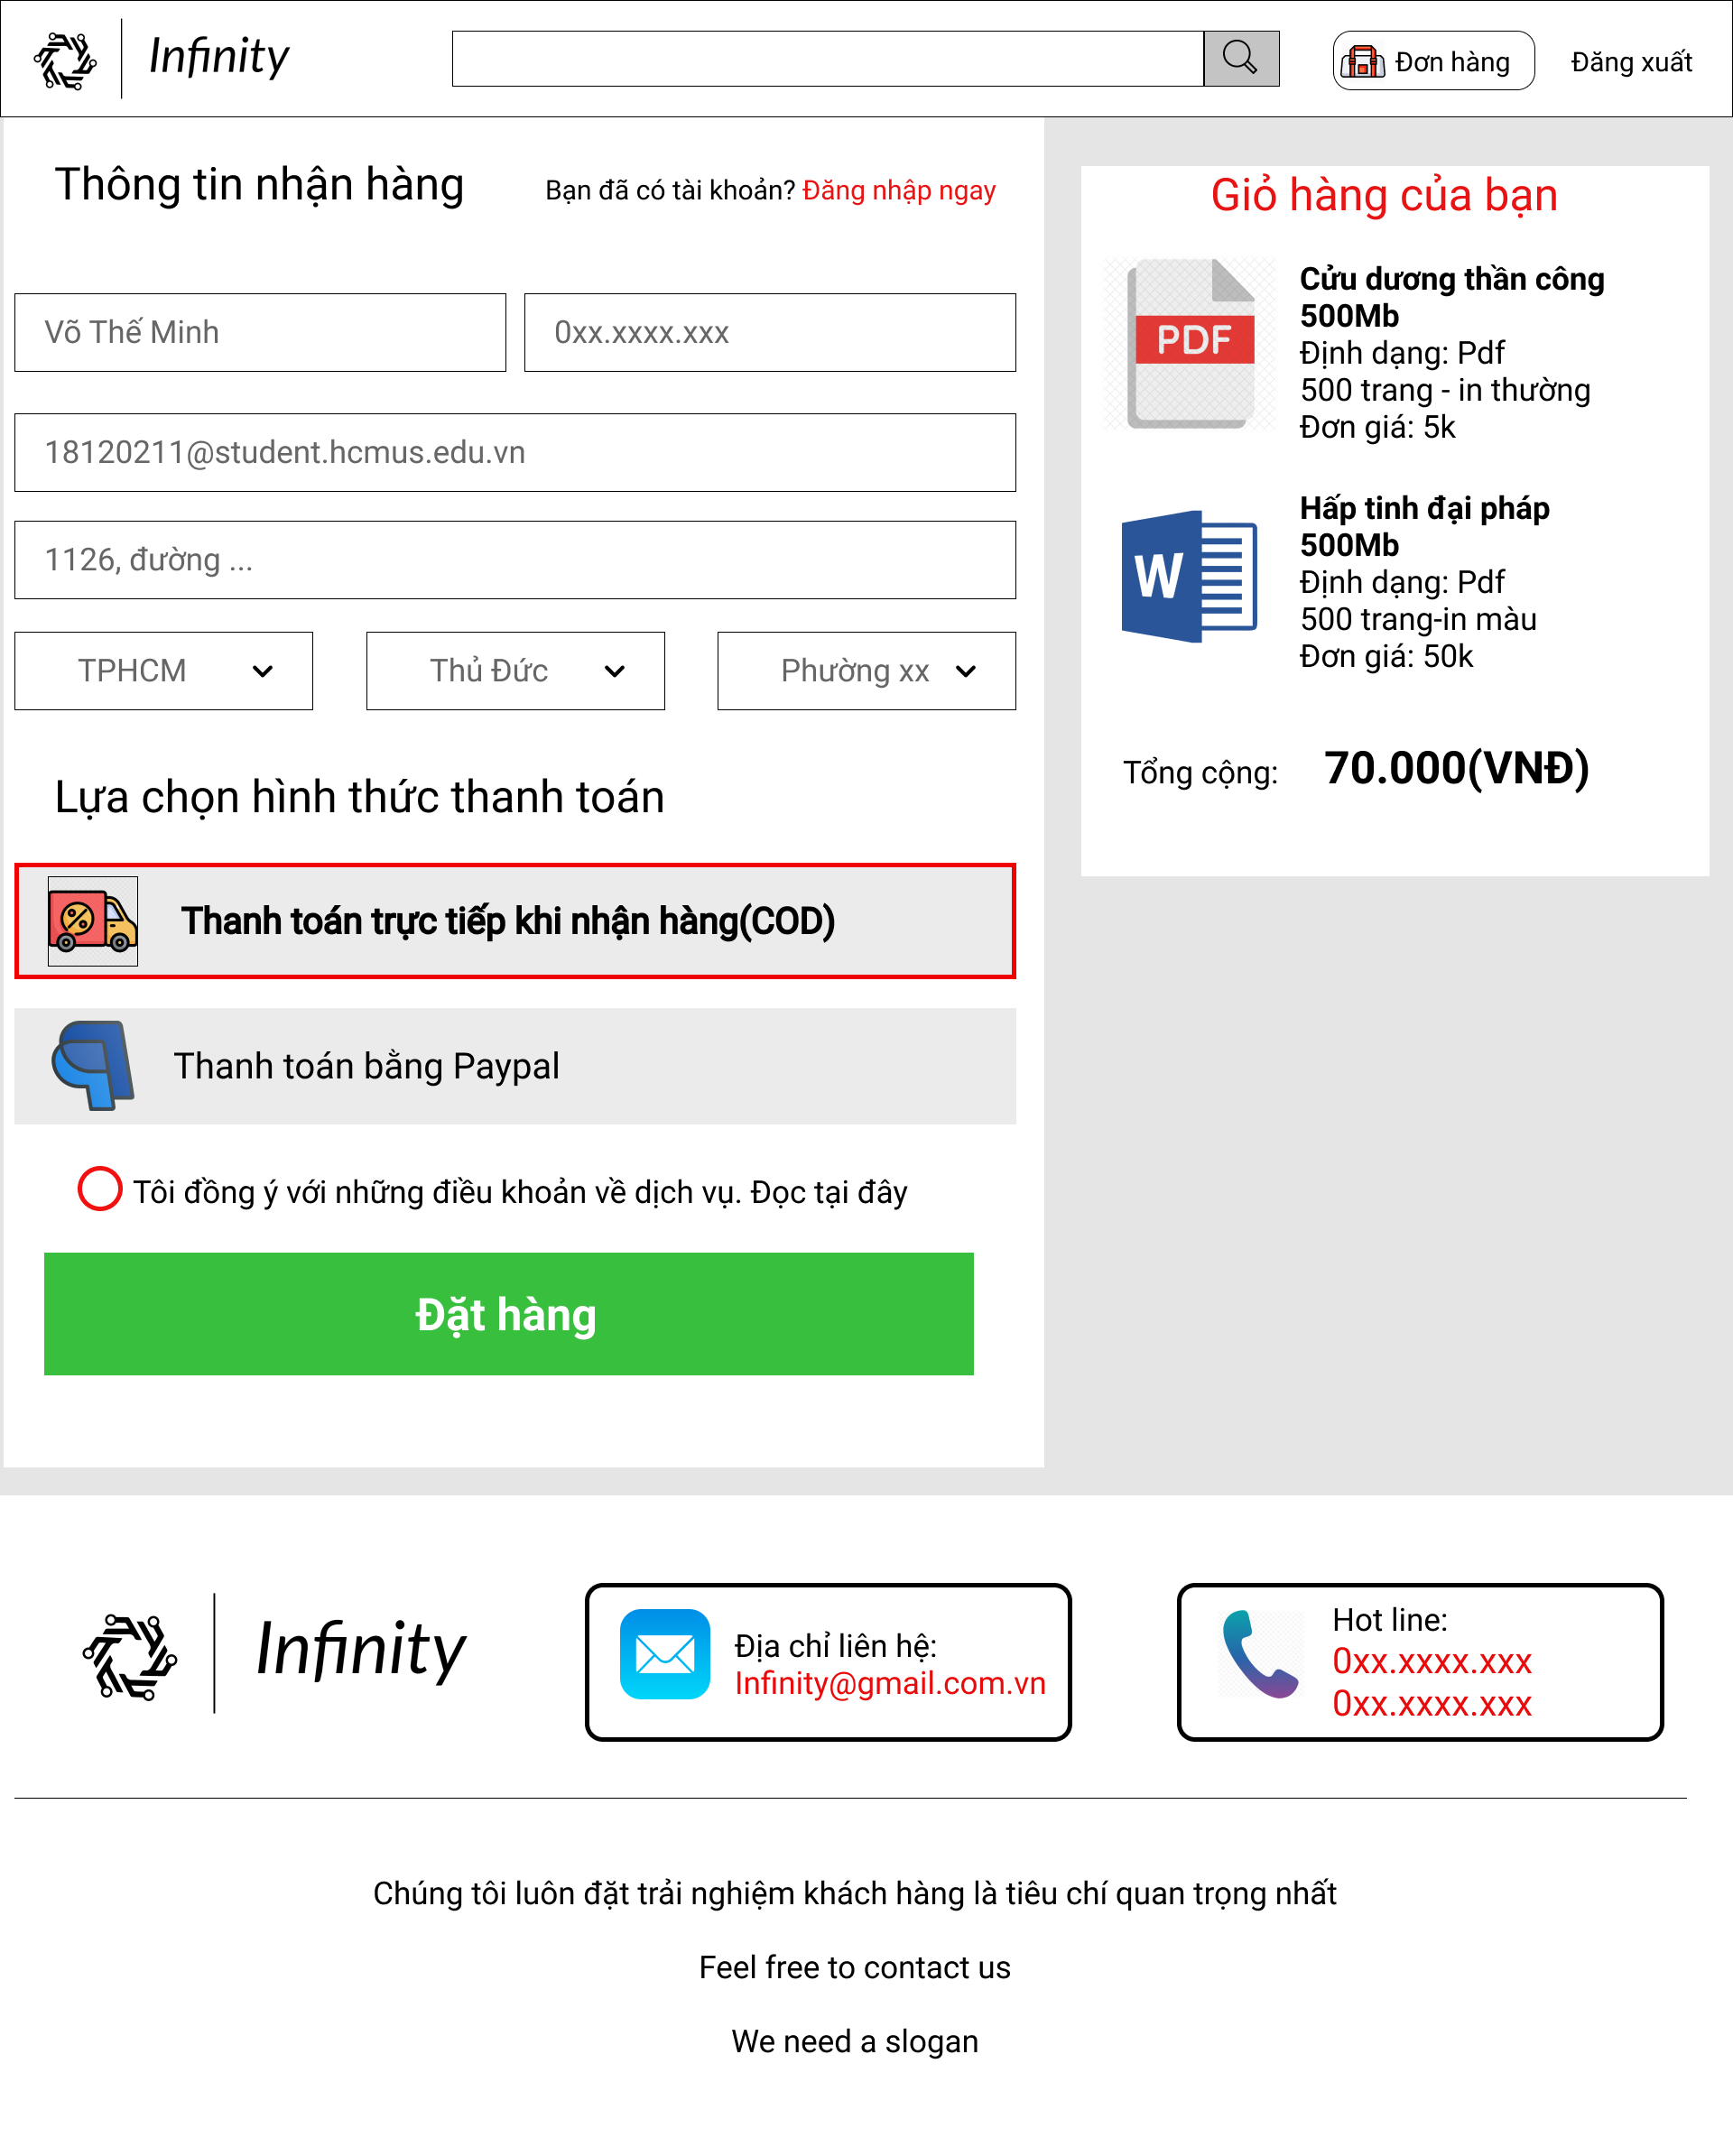 Infinity
Đơn hàng
Đăng xuất
Thông tin nhận hàng
Bạn đã có tài khoản? Đăng nhập ngay
Võ Thế Minh
0xx.xxxx.xxx
18120211@student.hcmus.edu.vn
1126, đường ...
TPHCM
Thủ Đức
Phường xx
Lựa chọn hình thức thanh toán
Thanh toán trực tiếp khi nhận hàng(COD)
Thanh toán bằng Paypal
Tôi đồng ý với những điều khoản về dịch vụ. Đọc tại đây
Đặt hàng
Giỏ hàng của bạn
PDF
Cửu dương thần công
500Mb
Định dạng: Pdf
500 trang - in thường
Đơn giá: 5k
W
Hấp tinh đại pháp
500Mb
Định dạng: Pdf
500 trang-in màu
Đơn giá: 50k
Tổng cộng: 70.000(VNĐ)
Infinity
Địa chỉ liên hệ:
Infinity@gmail.com.vn
Hot line:
0xx.xxxx.xxx
0xx.xxxx.xxx
Chúng tôi luôn đặt trải nghiệm khách hàng là tiêu chí quan trọng nhất
Feel free to contact us
We need a slogan